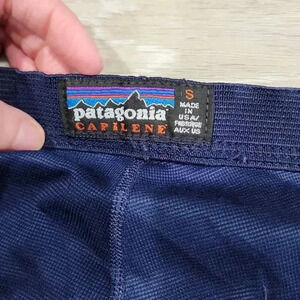 patagonia
CAPILENE
S
MADE
IN
USA/
FABRIQUÉ
AUX US